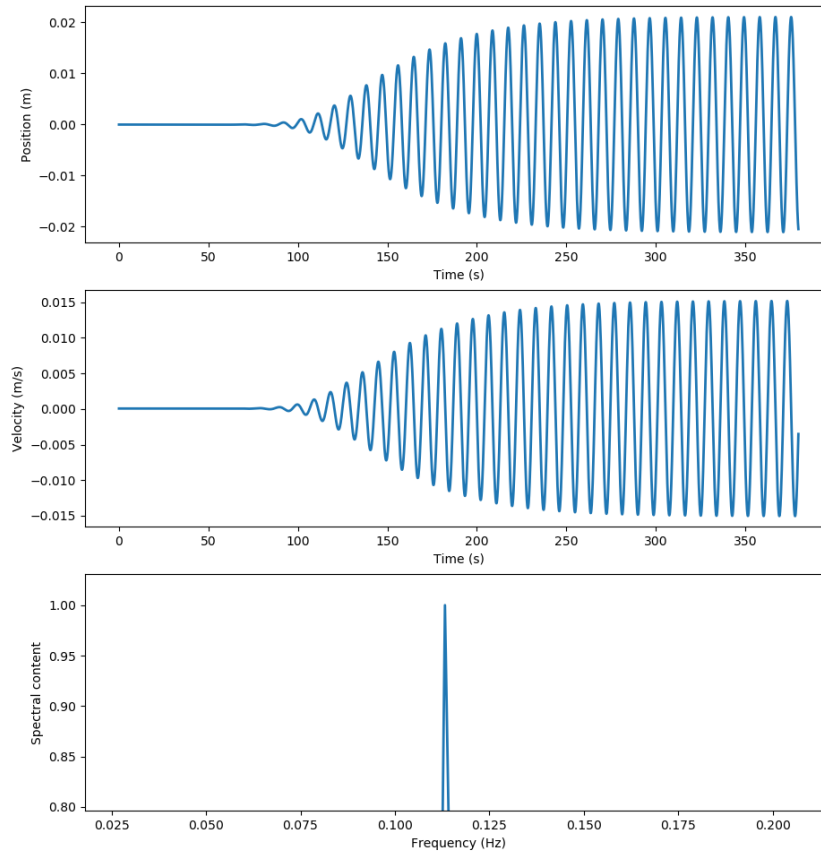 0.02
0.01
0.00
−0.01
−0.02
Position (m)
0 50 100 150 200 250 300 350
Time (s)
0.015
0.010
0.005
0.000
−0.005
−0.010
−0.015
Velocity (m/s)
0 50 100 150 200 250 300 350
Time (s)
1.00
0.95
0.90
0.85
0.80
Spectral content
0.025 0.050 0.075 0.100 0.125 0.150 0.175 0.200
Frequency (Hz)